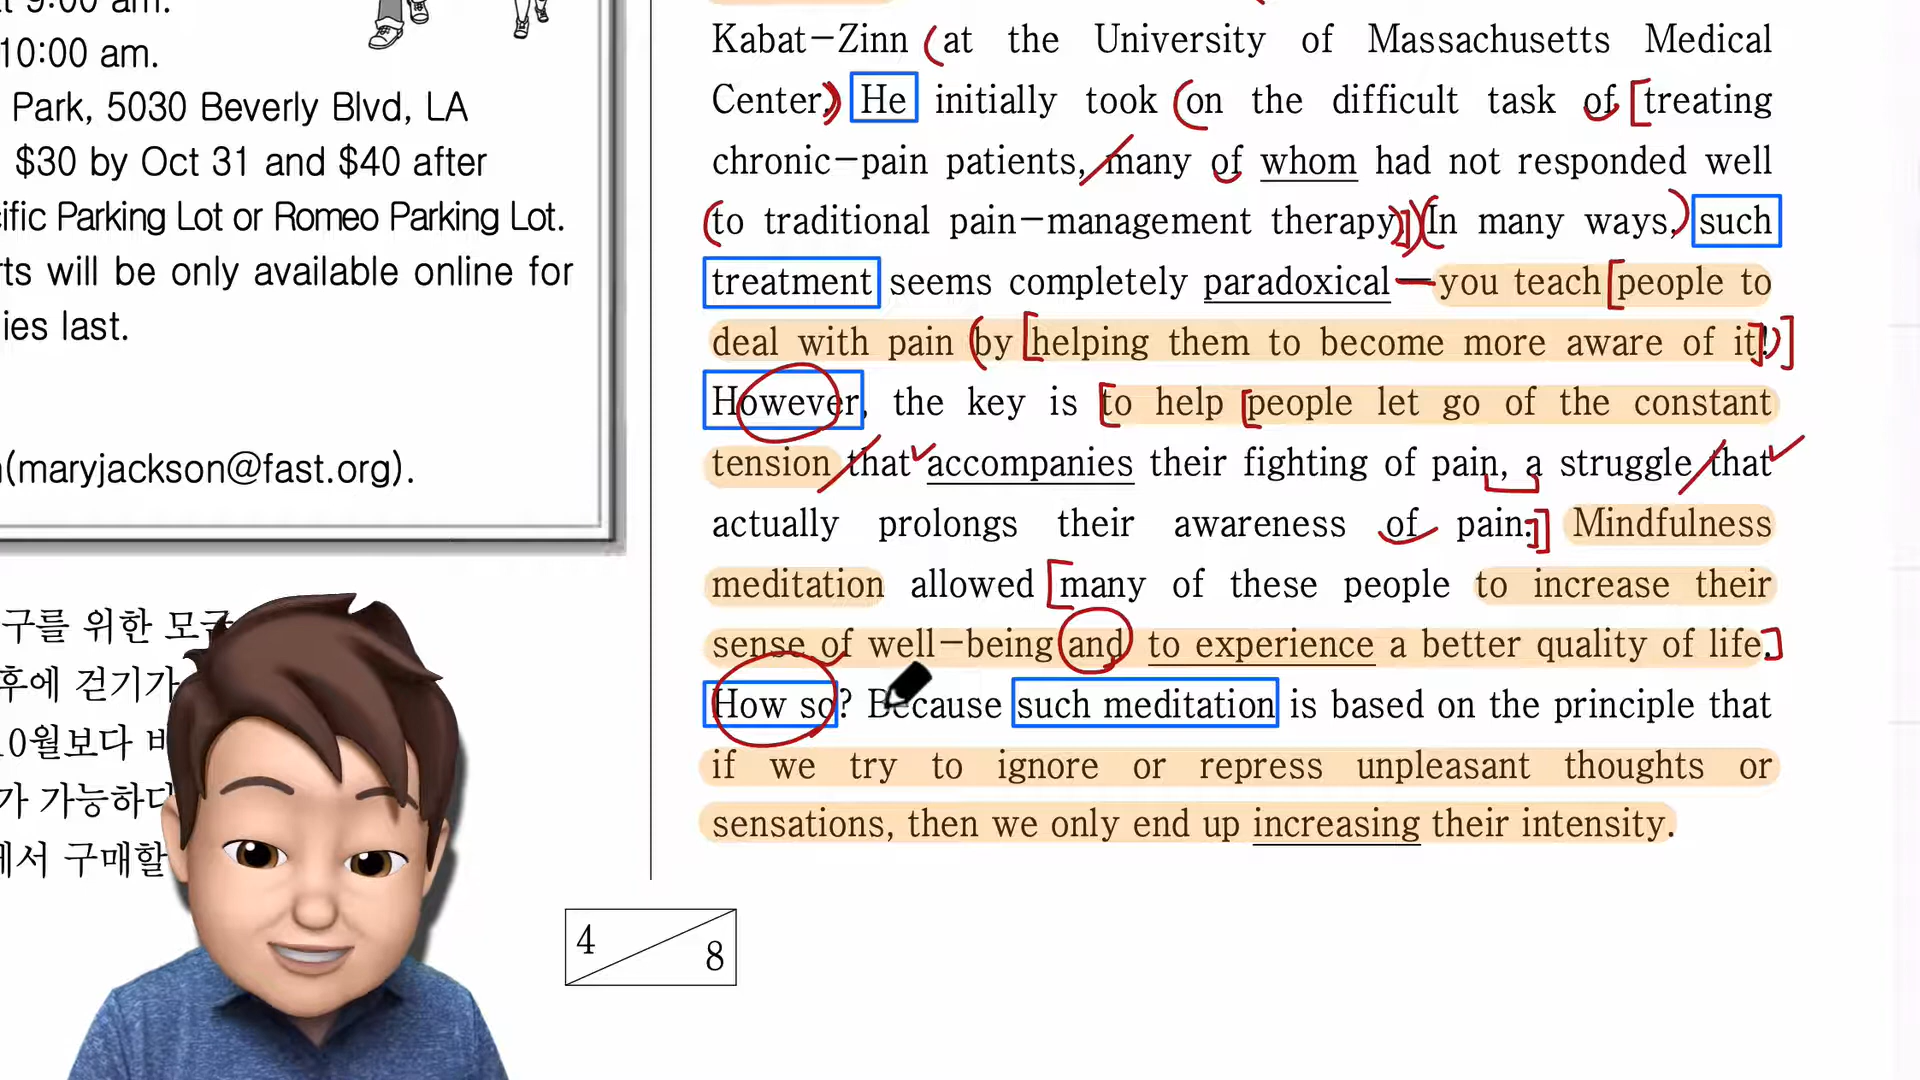 9:00 am.
10:00 am.
Park, 5030 Beverly Blvd, LA
$30 by Oct 31 and $40 after
cific Parking Lot or Romeo Parking Lot.
rts will be only available online for
ies last.
(maryjackson@fast.org).
구를 위한 모금
후에 걷기가
10월보다
가 가능하다
에서 구매할
4
8
Kabat-Zinn at the University of Massachusetts Medical
Center. He initially took on the difficult task of treating
chronic-pain patients, many of whom had not responded well
to traditional pain-management therapy. In many ways, such
treatment seems completely paradoxical—you teach people to
deal with pain by helping them to become more aware of it!
However, the key is to help people let go of the constant
tension that accompanies their fighting of pain, a struggle that
actually prolongs their awareness of pain. Mindfulness
meditation allowed many of these people to increase their
sense of well-being and to experience a better quality of life.
How so? Because such meditation is based on the principle that
if we try to ignore or repress unpleasant thoughts or
sensations, then we only end up increasing their intensity.